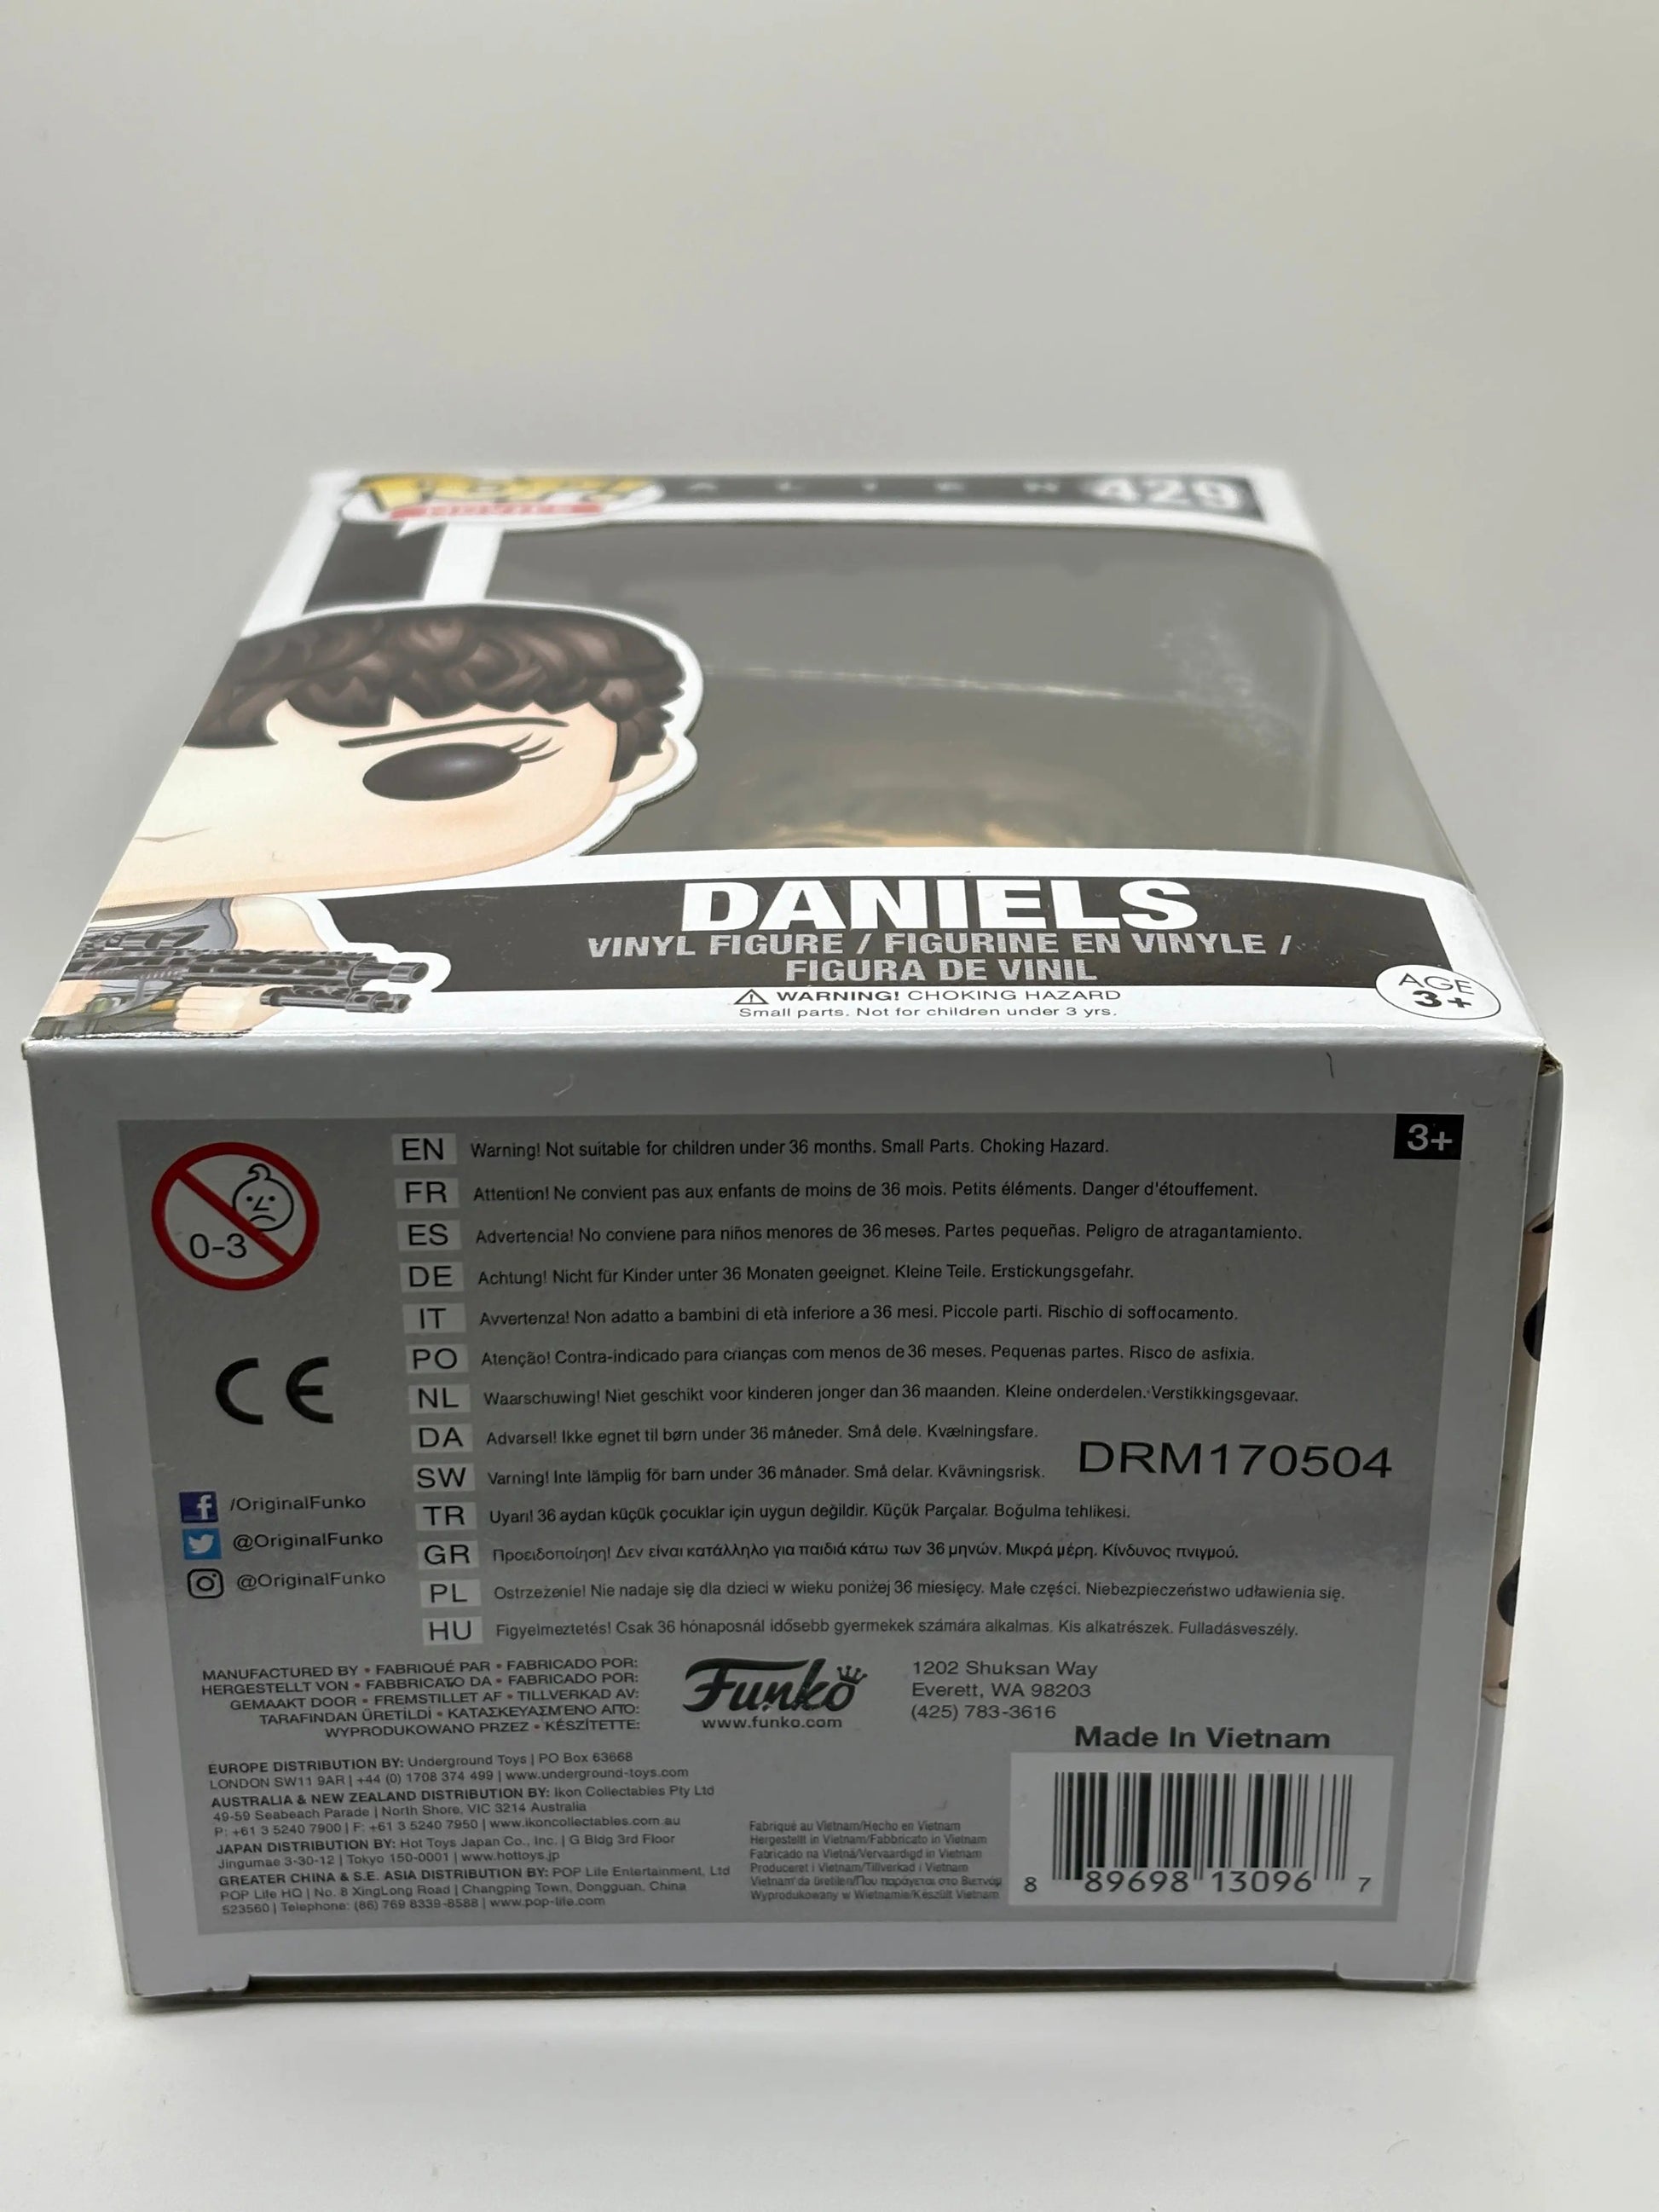 POP!
MOVIES
ALIEN
429
DANIELS
VINYL FIGURE / FIGURINE EN VINYLE /
FIGURA DE VINIL
WARNING! CHOKING HAZARD
Small parts. Not for children under 3 yrs.
AGE
3+
3+
0-3
EN Warning! Not suitable for children under 36 months. Small Parts. Choking Hazard.
FR Attention! Ne convient pas aux enfants de moins de 36 mois. Petits éléments. Danger d'étouffement.
ES Advertencia! No conviene para niños menores de 36 meses. Partes pequeñas. Peligro de atragantamiento.
DE Achtung! Nicht für Kinder unter 36 Monaten geeignet. Kleine Teile. Erstickungsgefahr.
IT Avvertenza! Non adatto a bambini di età inferiore a 36 mesi. Piccole parti. Rischio di soffocamento.
PO Atenção! Contra-indicado para crianças com menos de 36 meses. Pequenas partes. Risco de asfixia.
NL Waarschuwing! Niet geschikt voor kinderen jonger dan 36 maanden. Kleine onderdelen. Verstikkingsgevaar.
DA Advarsel! Ikke egnet til børn under 36 måneder. Små dele. Kvælningsfare.
SW Varning! Inte lämplig för barn under 36 månader. Små delar. Kvävningsrisk.
TR Uyarı! 36 aydan küçük çocuklar için uygun değildir. Küçük Parçalar. Boğulma tehlikesi.
GR Προειδοποίηση! Δεν είναι κατάλληλο για παιδιά κάτω των 36 μηνών. Μικρά μέρη. Κίνδυνος πνιγμού.
PL Ostrzeżenie! Nie nadaje się dla dzieci w wieku poniżej 36 miesięcy. Małe części. Niebezpieczeństwo udławienia się.
HU Figyelmeztetés! Csak 36 hónaposnál idősebb gyermekek számára alkalmas. Kis alkatrészek. Fulladásveszély.
DRM170504
CE
/OriginalFunko
@OriginalFunko
@OriginalFunko
MANUFACTURED BY • FABRIQUÉ PAR • FABRICADO POR:
HERGESTELLT VON • FABBRICATO DA • FABRICADO POR:
GEMAAKT DOOR • FREMSTILLET AF • TILLVERKAD AV:
TARAFINDAN ÜRETİLDİ • ΚΑΤΑΣΚΕΥΑΣΜΈΝΟ ΑΠΌ:
WYPRODUKOWANO PRZEZ • KÉSZÍTETTE:
Funko
www.funko.com
1202 Shuksan Way
Everett, WA 98203
(425) 783-3616
Made In Vietnam
EUROPE DISTRIBUTION BY: Underground Toys | PO Box 63668
LONDON SW11 9AR | +44 (0) 1708 374 499 | www.underground-toys.com
AUSTRALIA & NEW ZEALAND DISTRIBUTION BY: Ikon Collectables Pty Ltd
49-59 Seabeach Parade | North Shore, VIC 3214 Australia
P: +61 3 5240 7900 | F: +61 3 5240 7950 | www.ikoncollectables.com.au
JAPAN DISTRIBUTION BY: Hot Toys Japan Co., Inc. | G Bldg 3rd Floor
Jingumae 3-30-12 | Tokyo 150-0001 | www.hottoys.jp
GREATER CHINA & S.E. ASIA DISTRIBUTION BY: POP Life Entertainment, Ltd
POP Life HQ | No. 8 XingLong Road | Changping Town, Dongguan, China
523560 | Telephone: (86) 769 8339-8588 | www.pop-life.com
Fabriqué au Vietnam/Hecho en Vietnam
Hergestellt in Vietnam/Fabbricato in Vietnam
Fabricado na Vietnã/Vervaardigd in Vietnam
Produceret i Vietnam/Tillverkad i Vietnam
Vietnam'da üretilen/Που παράγεται στο Βιετνάμ
Wyprodukowany w Wietnamie/Készült Vietnam
8 89698 13096 7